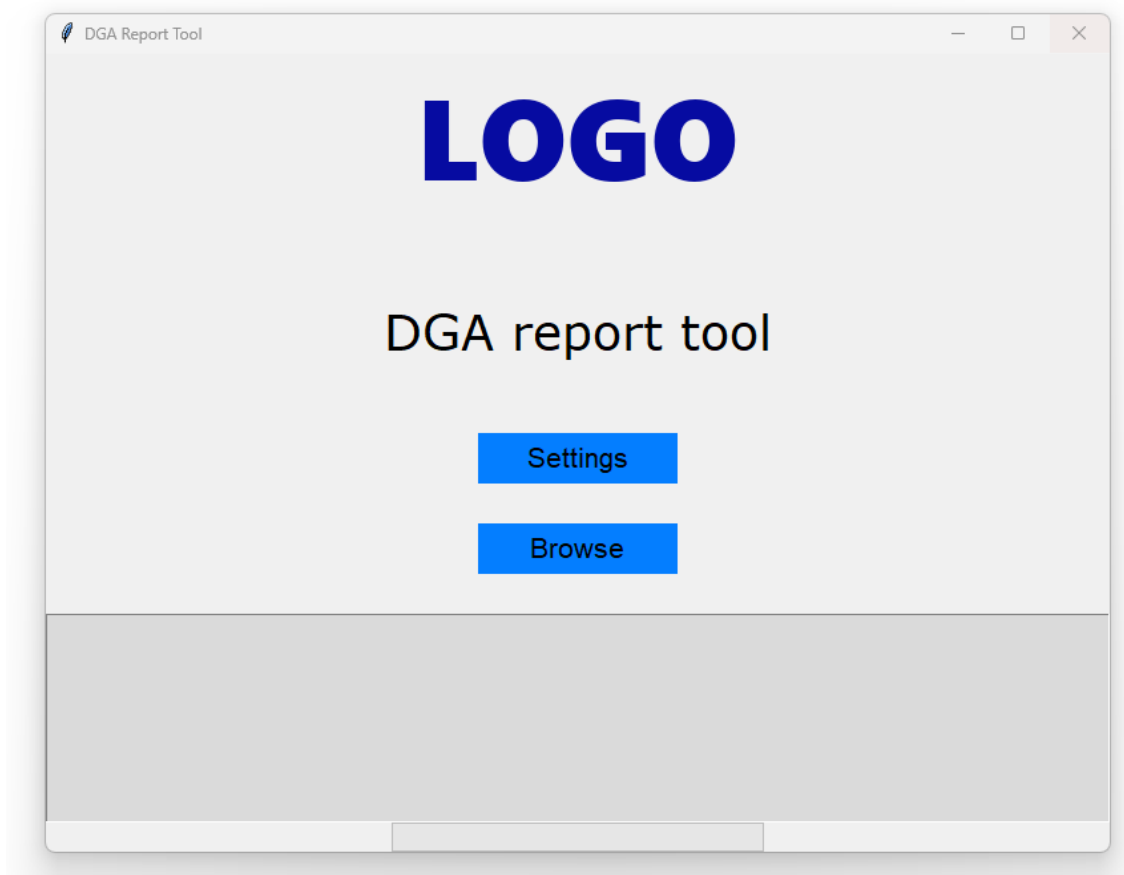 DGA Report Tool
LOGO
DGA report tool
Settings
Browse